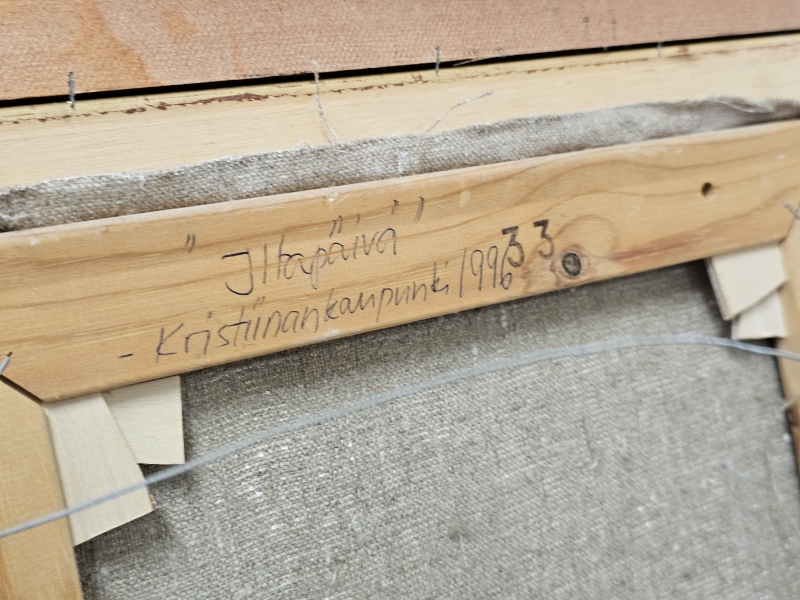 "Iltapäivä"
- Kristiinankaupunki 1996
33